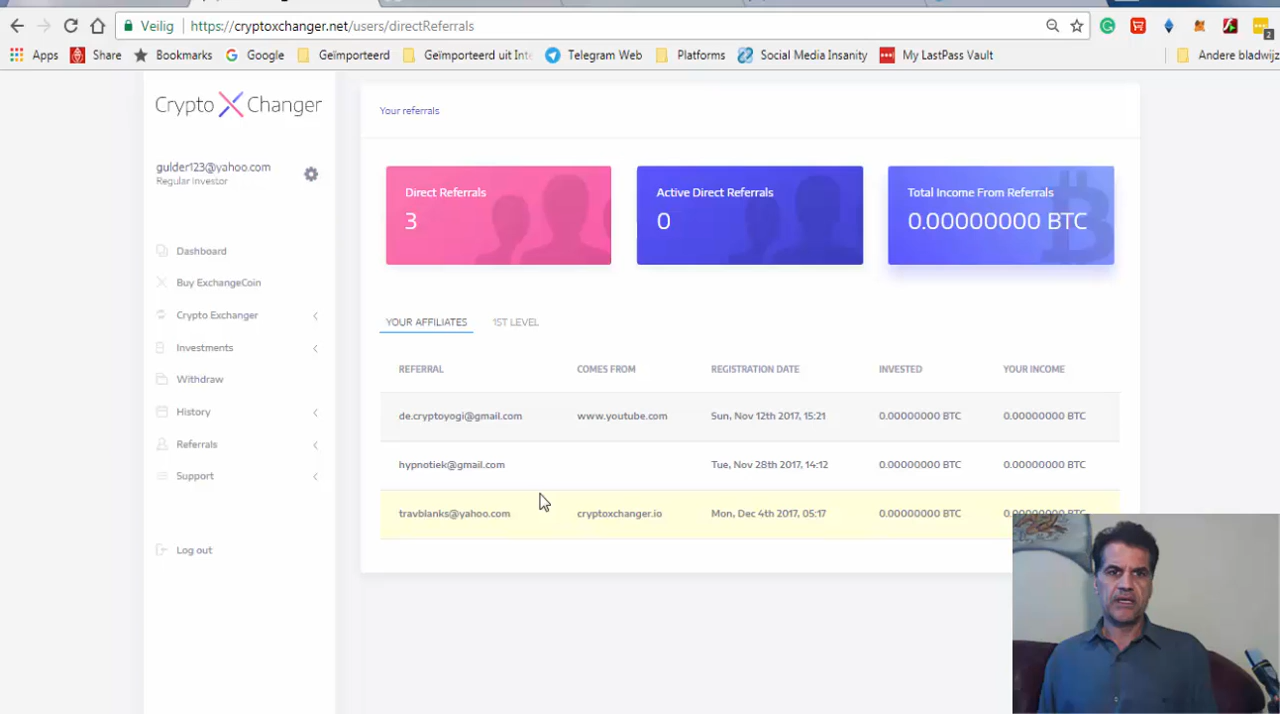 Veilig https://cryptoxchanger.net/users/directReferrals
Apps Share Bookmarks Google Geïmporteerd Geïmporteerd uit Int Telegram Web Platforms Social Media Insanity My LastPass Vault Andere bladwijz
2
Crypto X Changer
gulder123@yahoo.com
Regular Investor
Dashboard
Buy ExchangeCoin
Crypto Exchanger
Investments
Withdraw
History
Referrals
Support
Log out
Your referrals
Direct Referrals
3
Active Direct Referrals
0
Total Income From Referrals
0.00000000 BTC
YOUR AFFILIATES 1ST LEVEL
REFERRAL COMES FROM REGISTRATION DATE INVESTED YOUR INCOME
de.cryptoyogi@gmail.com www.youtube.com Sun, Nov 12th 2017, 15:21 0.00000000 BTC 0.00000000 BTC
hypnotiek@gmail.com Tue, Nov 28th 2017, 14:12 0.00000000 BTC 0.00000000 BTC
travblanks@yahoo.com cryptoxchanger.io Mon, Dec 4th 2017, 05:17 0.00000000 BTC 0.00000000 BTC